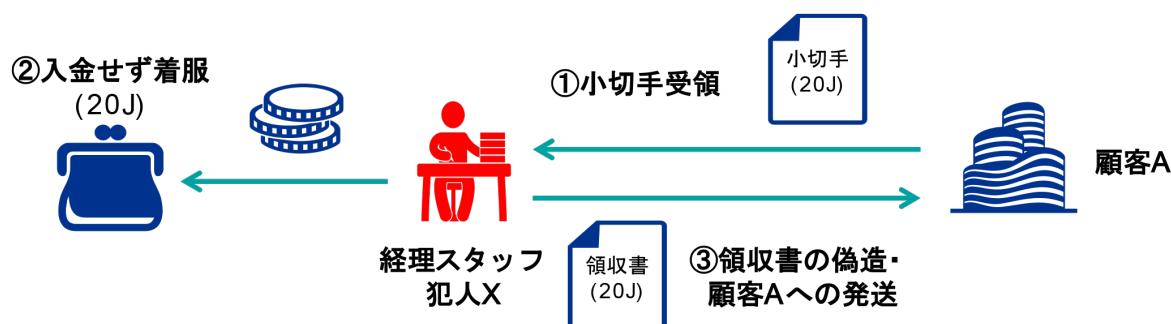 ②入金せず着服
(20J)
①小切手受領
小切手
(20J)
顧客A
経理スタッフ
犯人X
領収書
(20J)
③領収書の偽造・
顧客Aへの発送